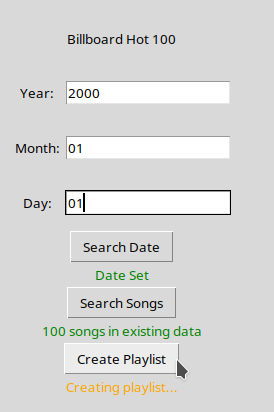 Billboard Hot 100
Year: 2000
Month: 01
Day: 01
Search Date
Date Set
Search Songs
100 songs in existing data
Create Playlist
Creating playlist...